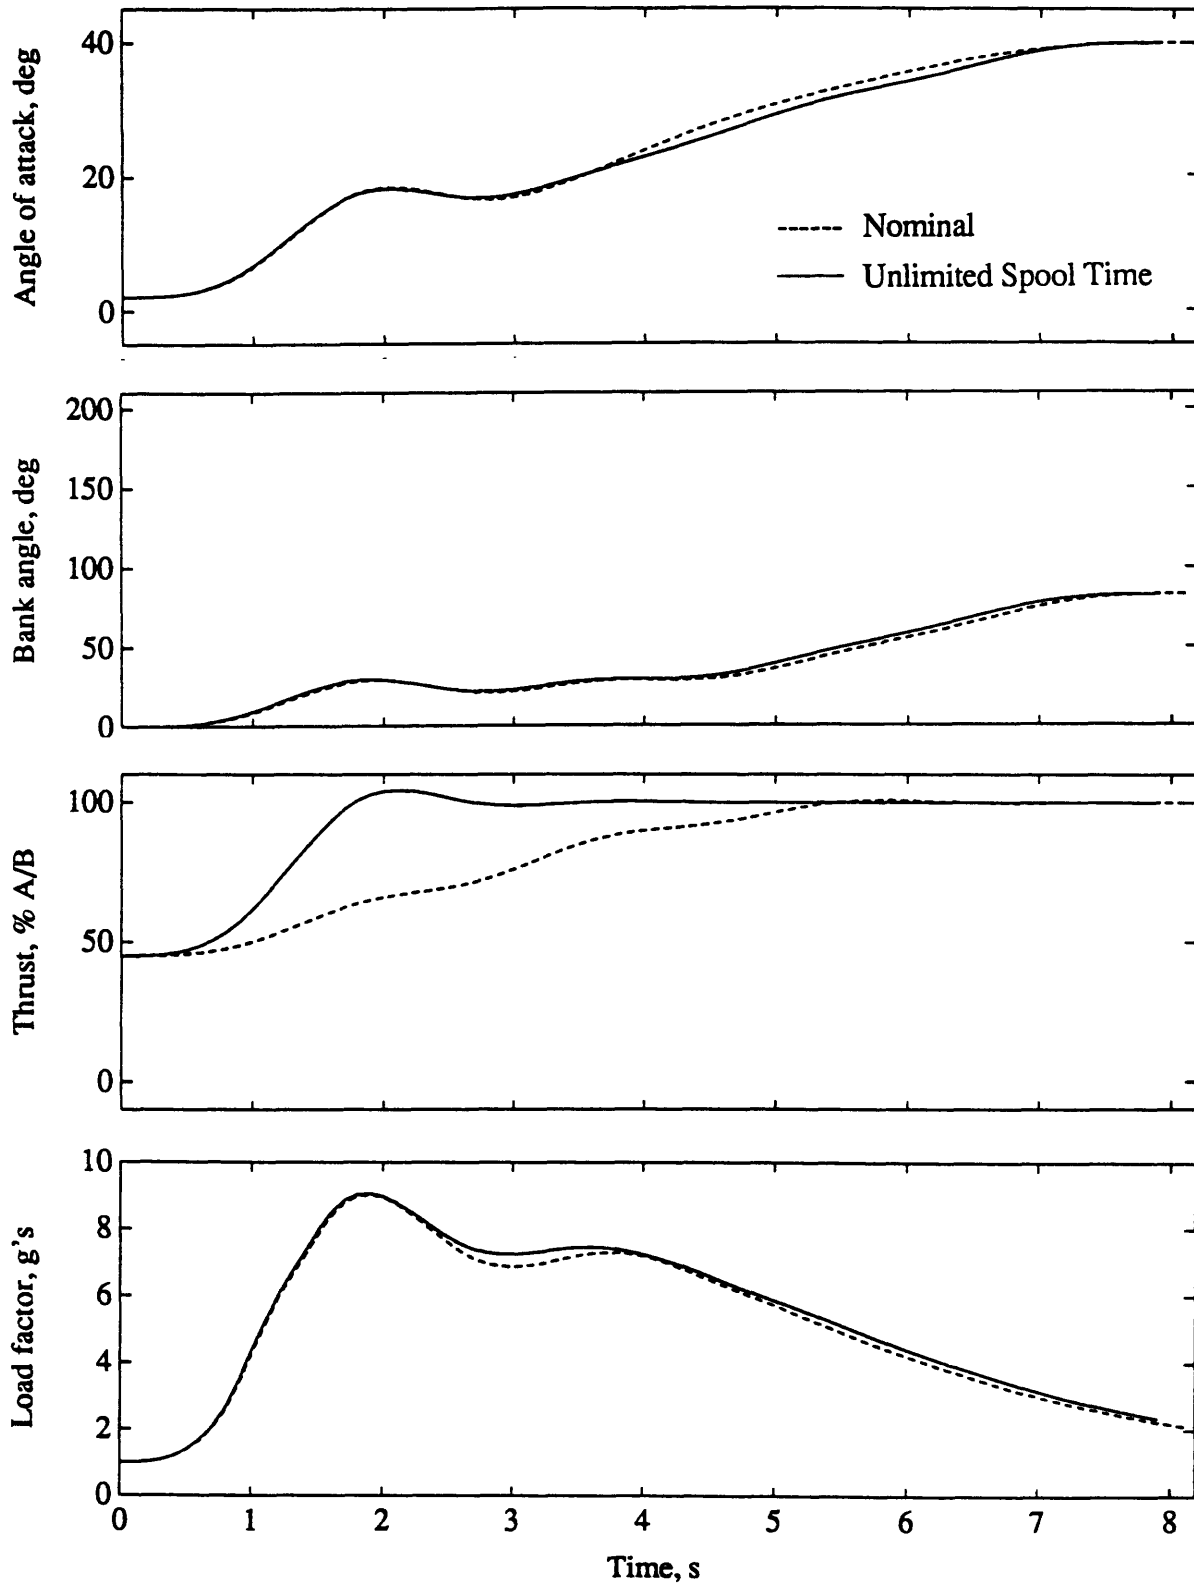 Angle of attack, deg
40
20
0
Nominal
Unlimited Spool Time
Bank angle, deg
200
150
100
50
0
Thrust, % A/B
100
50
0
Load factor, g's
10
8
6
4
2
0
0 1 2 3 4 5 6 7 8
Time, s